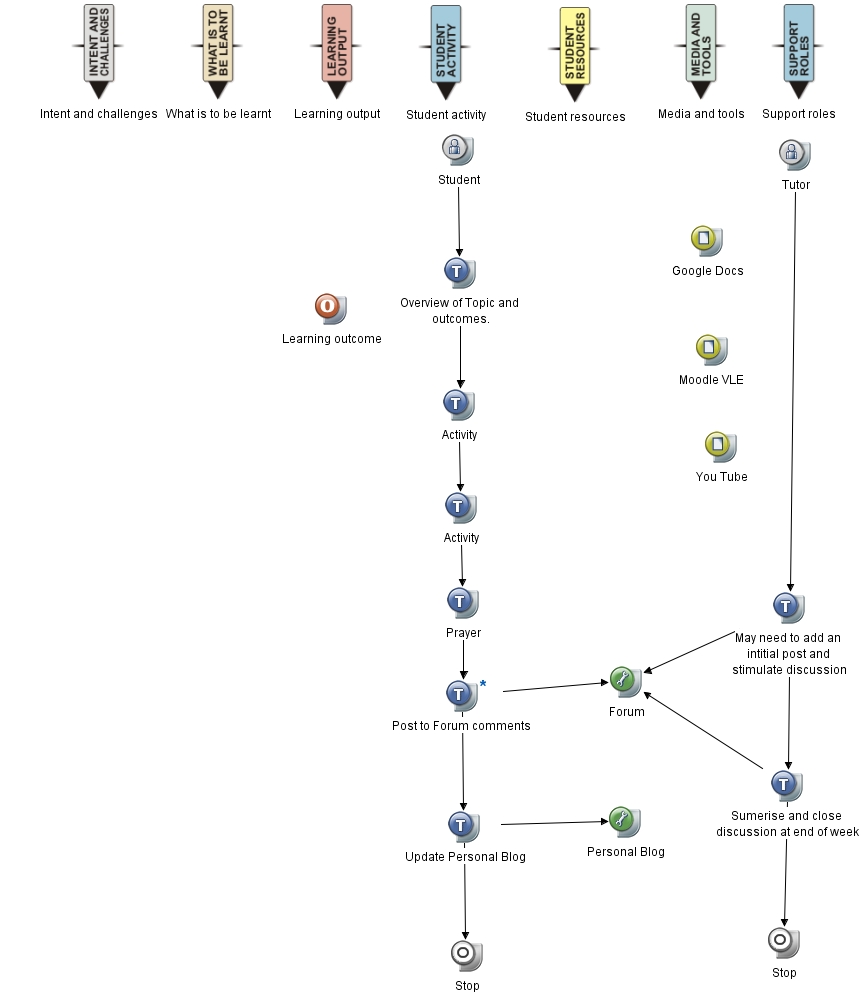 INTENT AND
CHALLENGES
WHAT IS TO
BE LEARNT
LEARNING
OUTPUT
STUDENT
ACTIVITY
STUDENT
RESOURCES
MEDIA AND
TOOLS
SUPPORT
ROLES
Intent and challenges
What is to be learnt
Learning output
Student activity
Student resources
Media and tools
Support roles
Student
Tutor
T
Google Docs
Overview of Topic and
outcomes.
O
Learning outcome
Moodle VLE
T
Activity
You Tube
T
Activity
T
Prayer
T
May need to add an
intitial post and
stimulate discussion
T *
Post to Forum comments
Forum
T
Sumerise and close
discussion at end of week
T
Update Personal Blog
Personal Blog
Stop
Stop